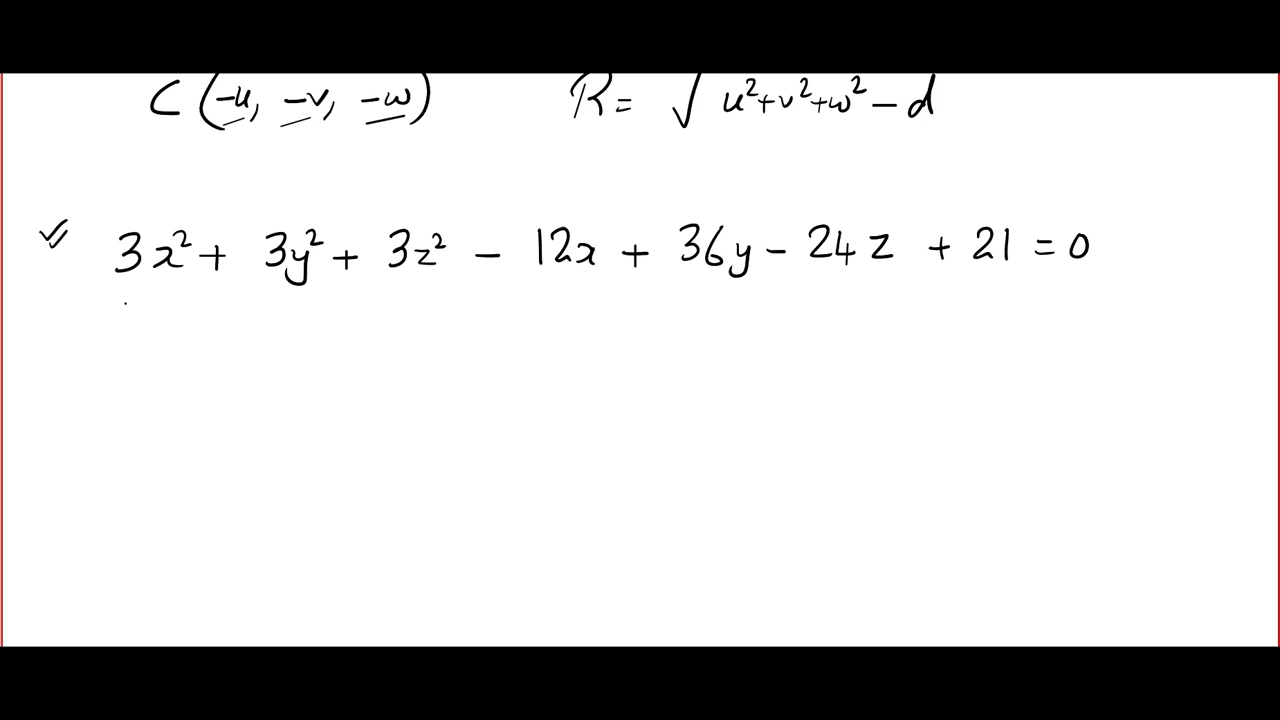 C (-u, -v, -w) R = √ u²+v²+w² - d
3x² + 3y² + 3z² - 12x + 36y - 24z + 21 = 0